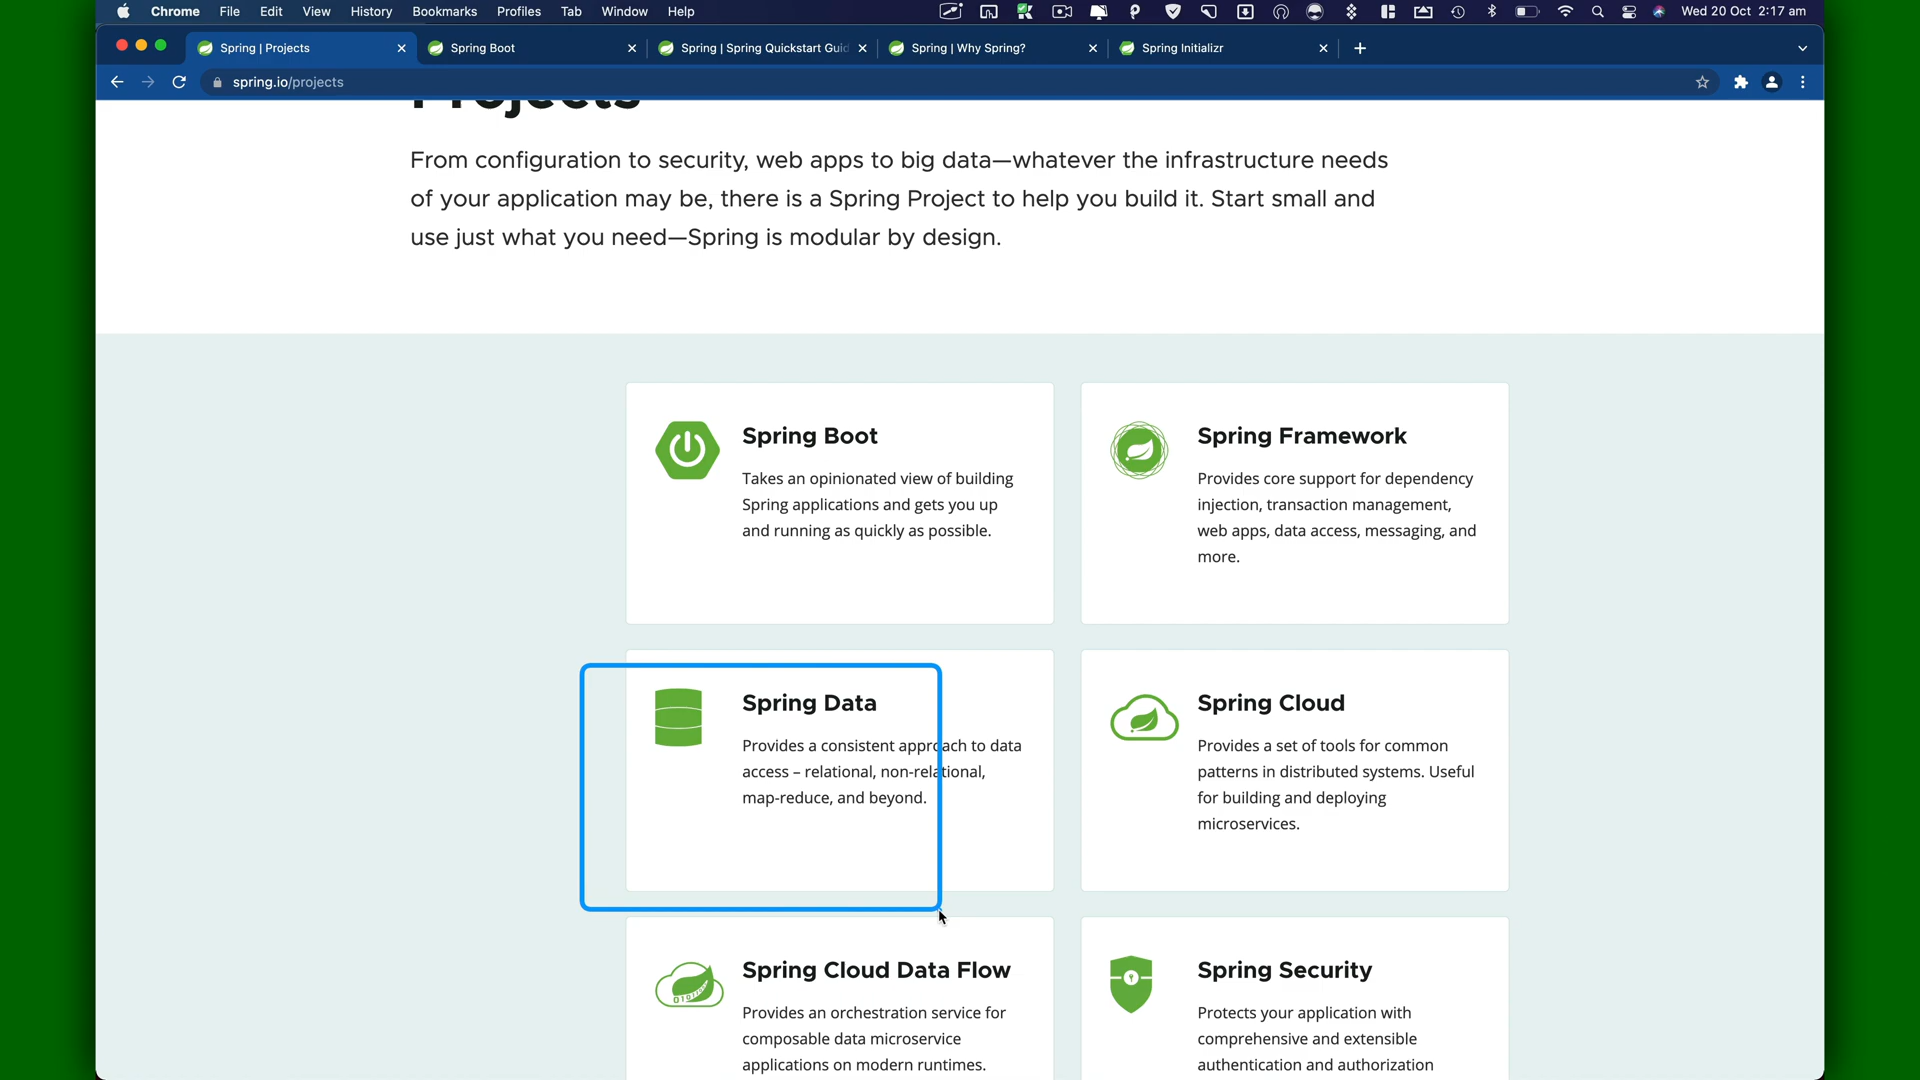 Chrome File Edit View History Bookmarks Profiles Tab Window Help Wed 20 Oct 2:17 am
Spring | Projects
Spring Boot
Spring | Spring Quickstart Guid
Spring | Why Spring?
Spring Initializr
spring.io/projects
Projects
From configuration to security, web apps to big data—whatever the infrastructure needs
of your application may be, there is a Spring Project to help you build it. Start small and
use just what you need—Spring is modular by design.
Spring Boot
Takes an opinionated view of building
Spring applications and gets you up
and running as quickly as possible.
Spring Framework
Provides core support for dependency
injection, transaction management,
web apps, data access, messaging, and
more.
Spring Data
Provides a consistent approach to data
access – relational, non-relational,
map-reduce, and beyond.
Spring Cloud
Provides a set of tools for common
patterns in distributed systems. Useful
for building and deploying
microservices.
Spring Cloud Data Flow
Provides an orchestration service for
composable data microservice
applications on modern runtimes.
Spring Security
Protects your application with
comprehensive and extensible
authentication and authorization